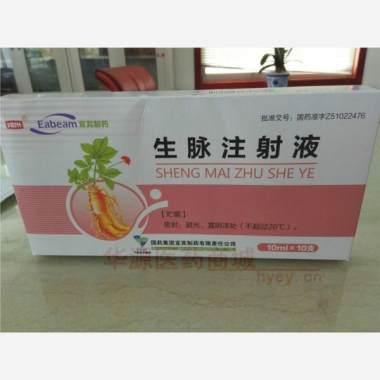 Eabeam 宜宾制药
批准文号：国药准字Z51022476
生脉注射液
SHENG MAI ZHU SHE YE
【贮藏】
密封，避光，置阴凉处（不超过20℃）。
国药集团宜宾制药有限责任公司
10ml×10支
华源医药商城
hyey.cn